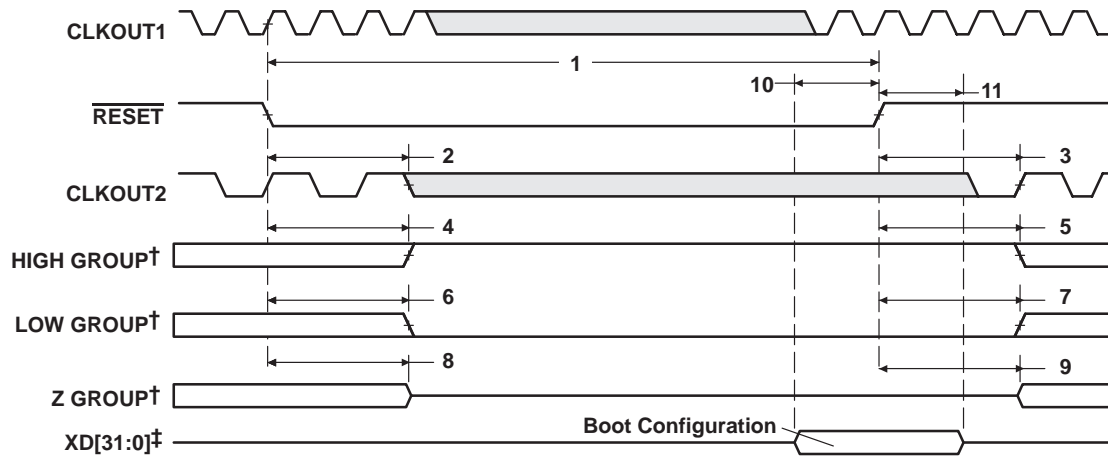 CLKOUT1
1
10
11
RESET
2
3
CLKOUT2
4
5
HIGH GROUP†
6
7
LOW GROUP†
8
9
Z GROUP†
Boot Configuration
XD[31:0]‡